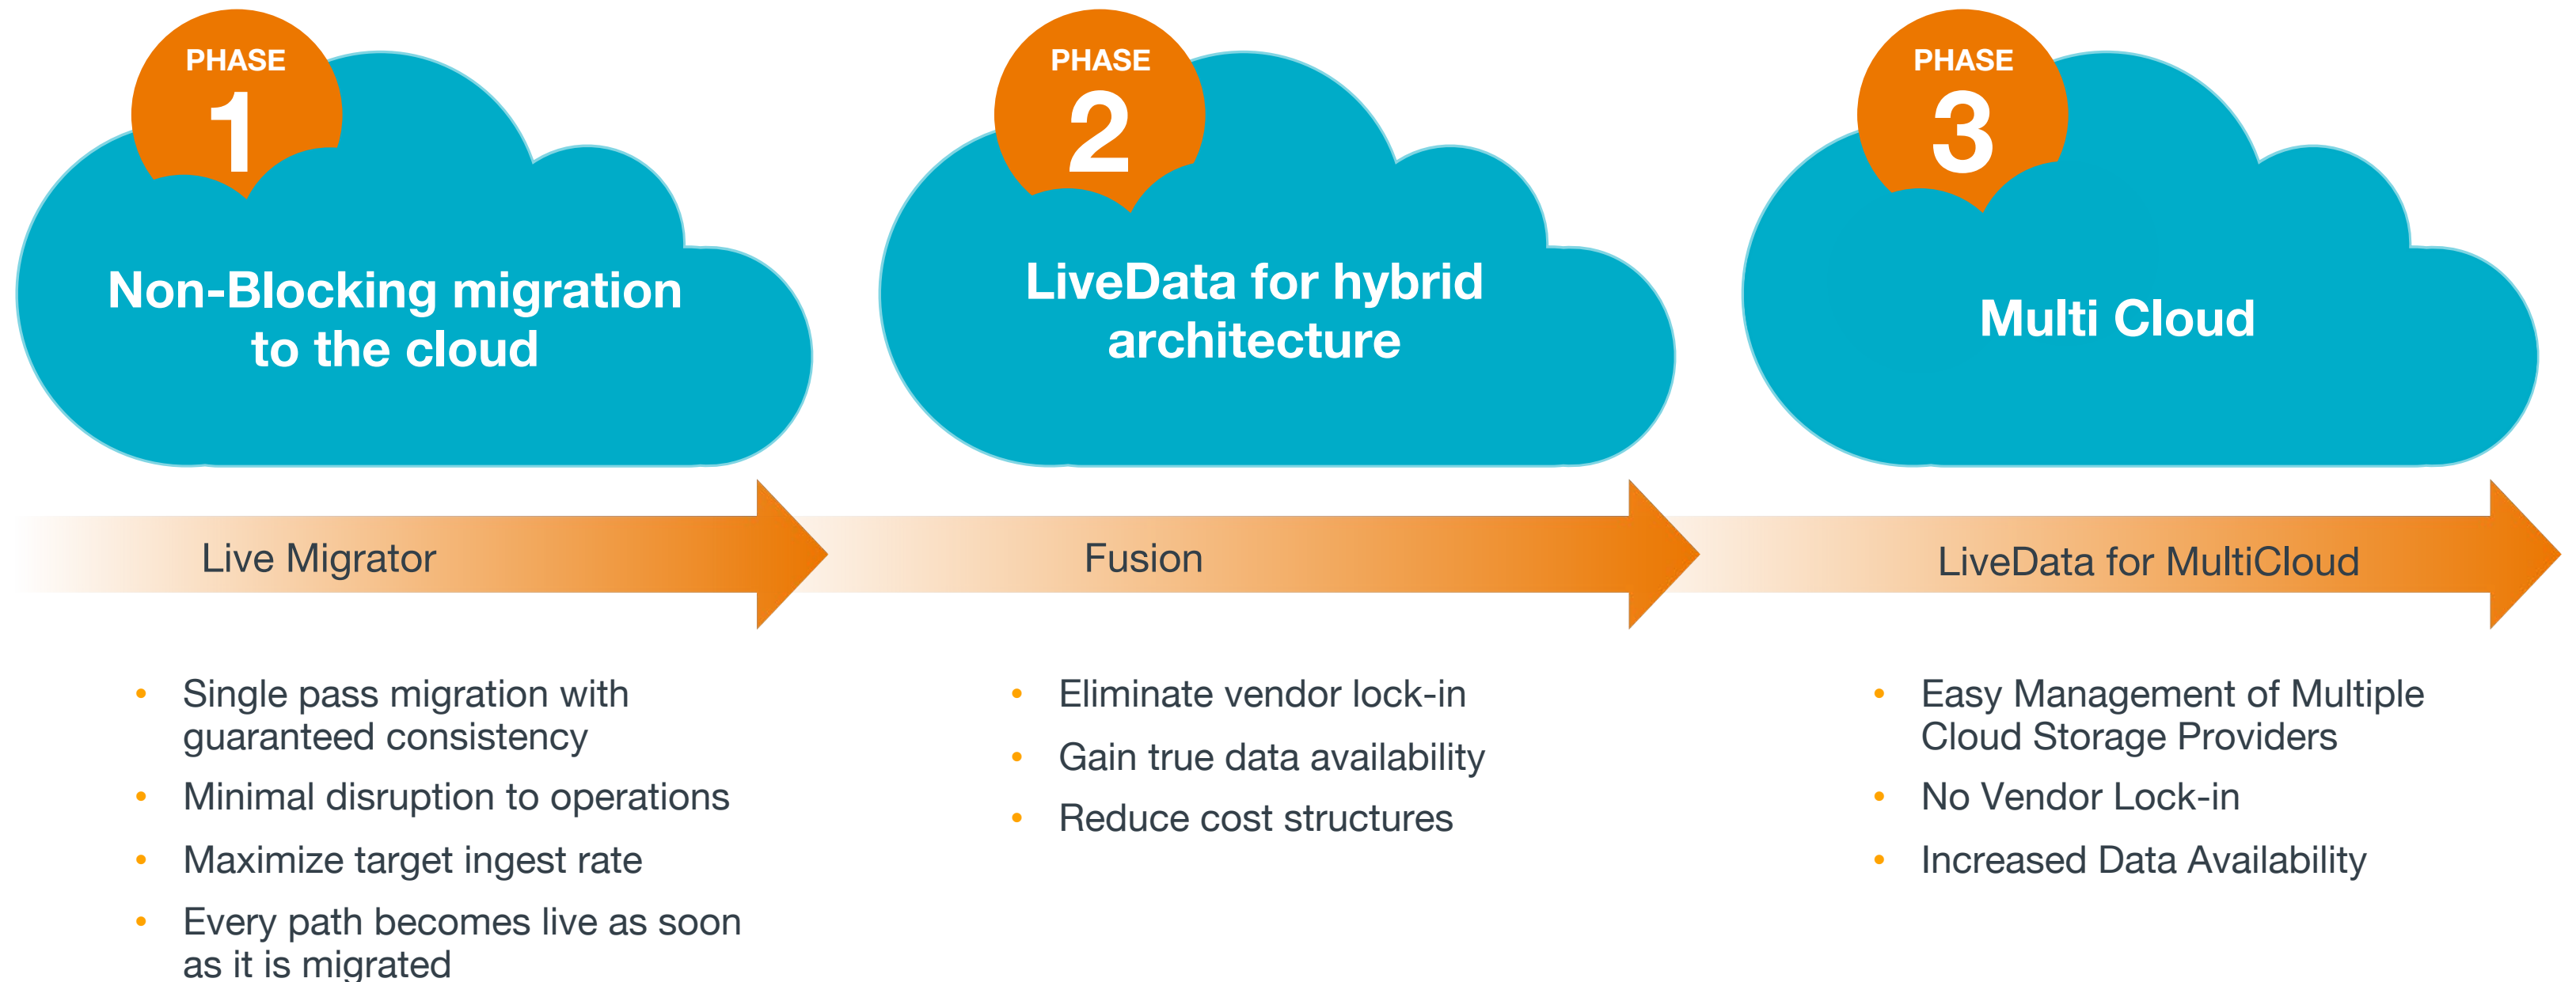 PHASE
1
Non-Blocking migration
to the cloud
PHASE
2
LiveData for hybrid
architecture
PHASE
3
Multi Cloud
Live Migrator
Fusion
LiveData for MultiCloud
• Single pass migration with
guaranteed consistency
• Minimal disruption to operations
• Maximize target ingest rate
• Every path becomes live as soon
as it is migrated
• Eliminate vendor lock-in
• Gain true data availability
• Reduce cost structures
• Easy Management of Multiple
Cloud Storage Providers
• No Vendor Lock-in
• Increased Data Availability